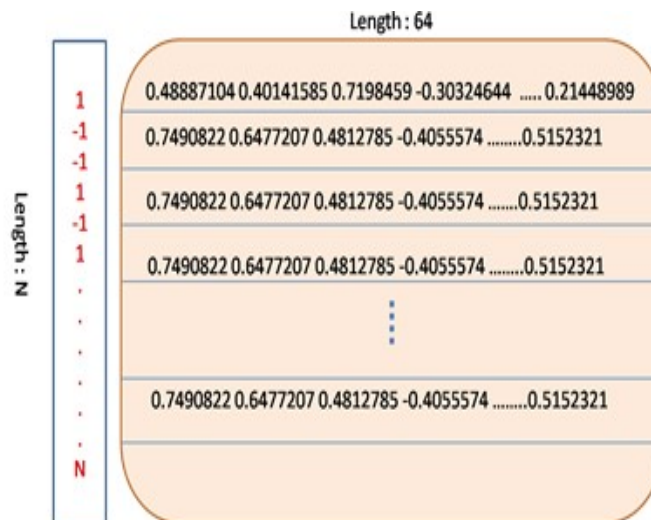 Length : 64
0.48887104 0.40141585 0.7198459 -0.30324644 ..... 0.21448989
0.7490822 0.6477207 0.4812785 -0.4055574 ........0.5152321
0.7490822 0.6477207 0.4812785 -0.4055574 .......0.5152321
0.7490822 0.6477207 0.4812785 -0.4055574 ........0.5152321
0.7490822 0.6477207 0.4812785 -0.4055574 ........0.5152321
1
-1
-1
1
-1
1
.
.
.
.
.
.
N
Length : N